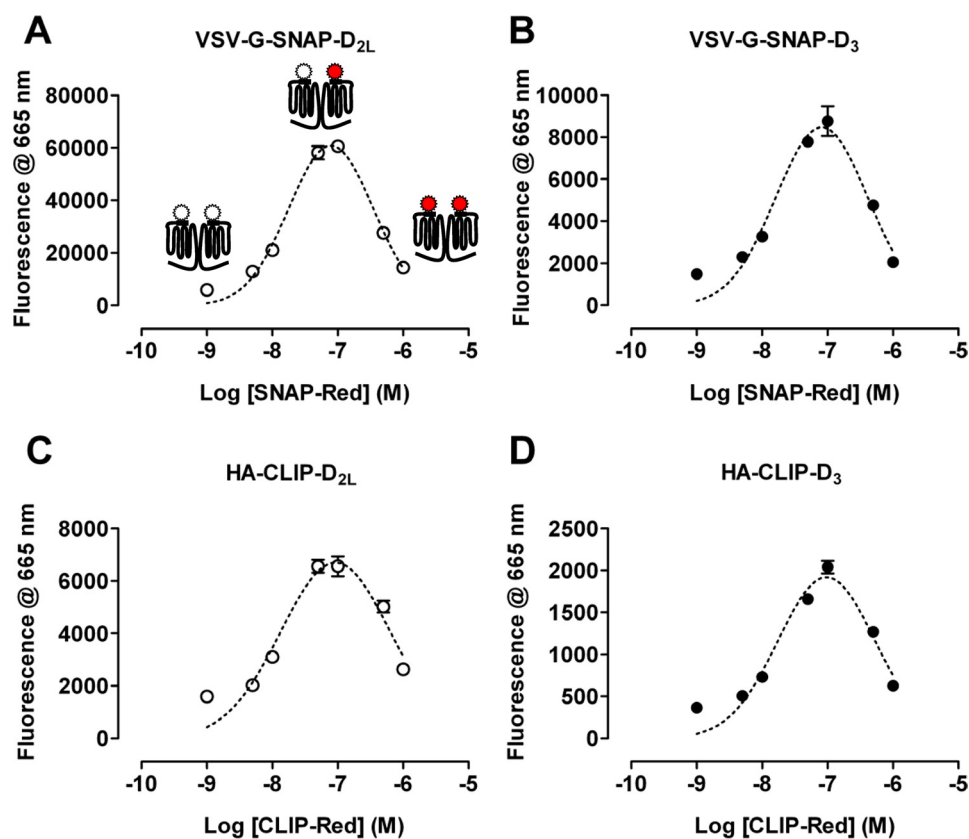 A
VSV-G-SNAP-D2L
Fluorescence @ 665 nm
80000
60000
40000
20000
0
-10 -9 -8 -7 -6 -5
Log [SNAP-Red] (M)
B
VSV-G-SNAP-D3
Fluorescence @ 665 nm
10000
8000
6000
4000
2000
0
-10 -9 -8 -7 -6 -5
Log [SNAP-Red] (M)
C
HA-CLIP-D2L
Fluorescence @ 665 nm
8000
6000
4000
2000
0
-10 -9 -8 -7 -6 -5
Log [CLIP-Red] (M)
D
HA-CLIP-D3
Fluorescence @ 665 nm
2500
2000
1500
1000
500
0
-10 -9 -8 -7 -6 -5
Log [CLIP-Red] (M)